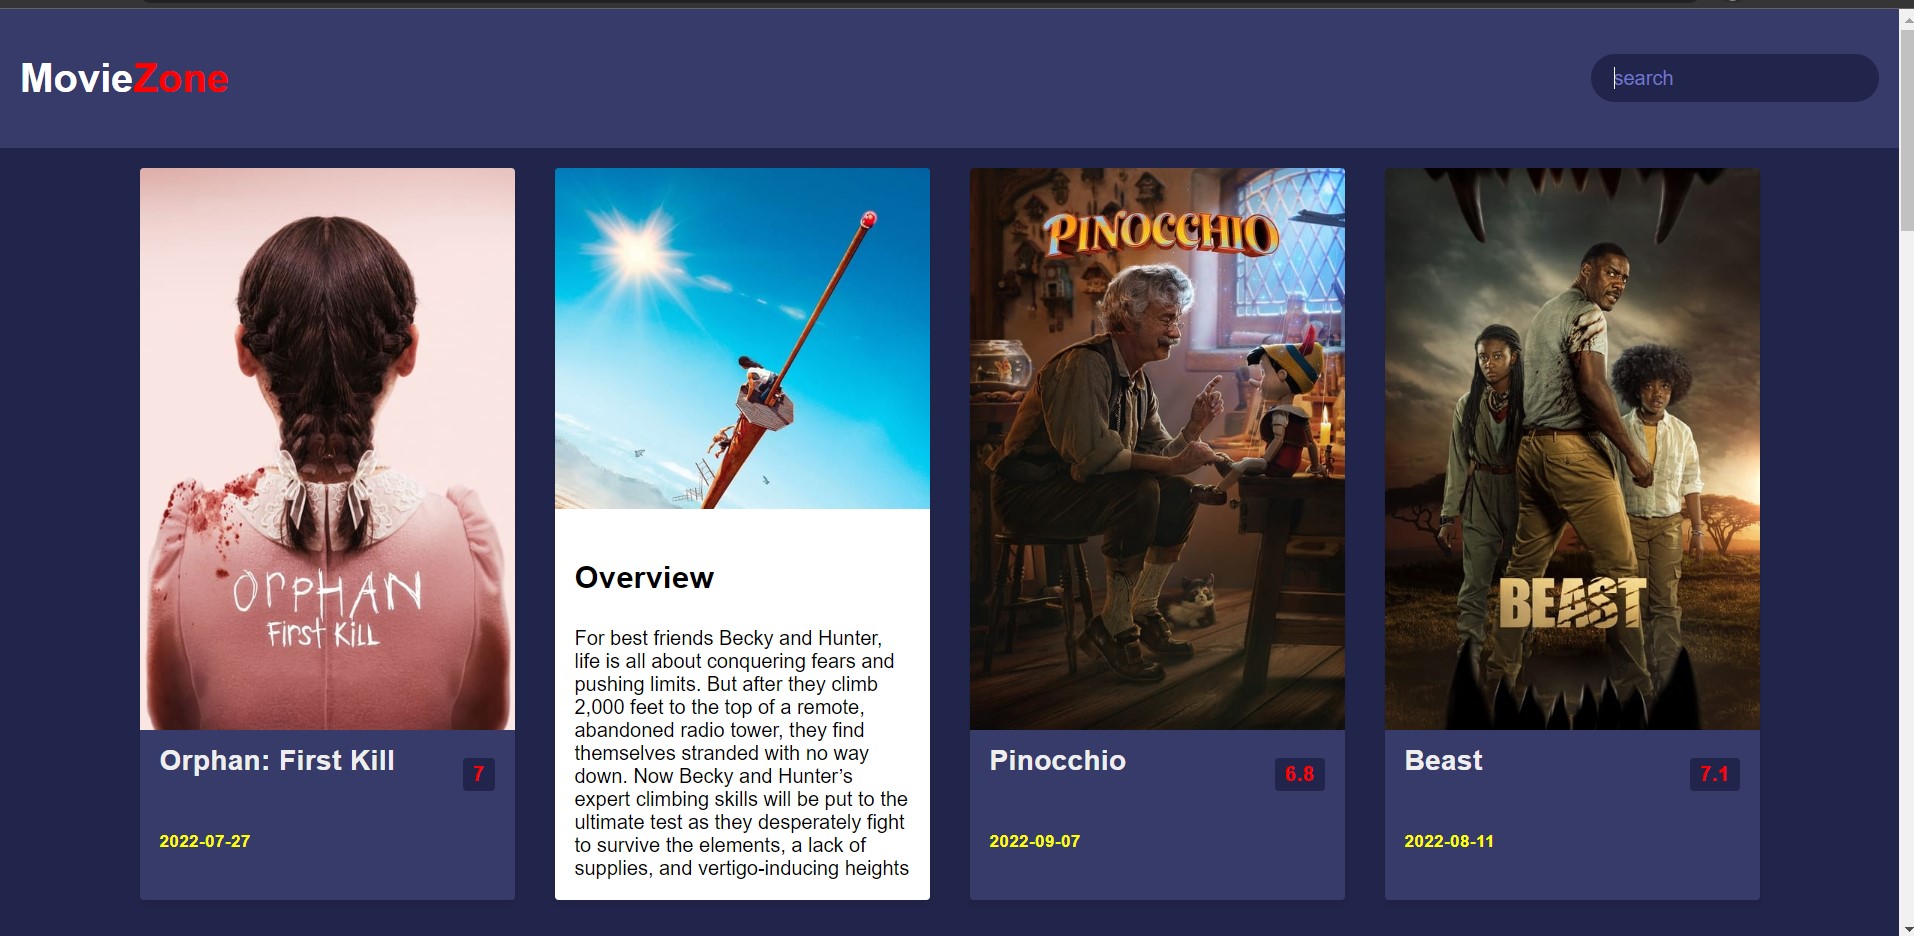 MovieZone
search
PINOCCHIO
OrPHAN
First KiLL
BEAST
Overview
For best friends Becky and Hunter,
life is all about conquering fears and
pushing limits. But after they climb
2,000 feet to the top of a remote,
abandoned radio tower, they find
themselves stranded with no way
down. Now Becky and Hunter’s
expert climbing skills will be put to the
ultimate test as they desperately fight
to survive the elements, a lack of
supplies, and vertigo-inducing heights
Orphan: First Kill
7
2022-07-27
Pinocchio
6.8
2022-09-07
Beast
7.1
2022-08-11